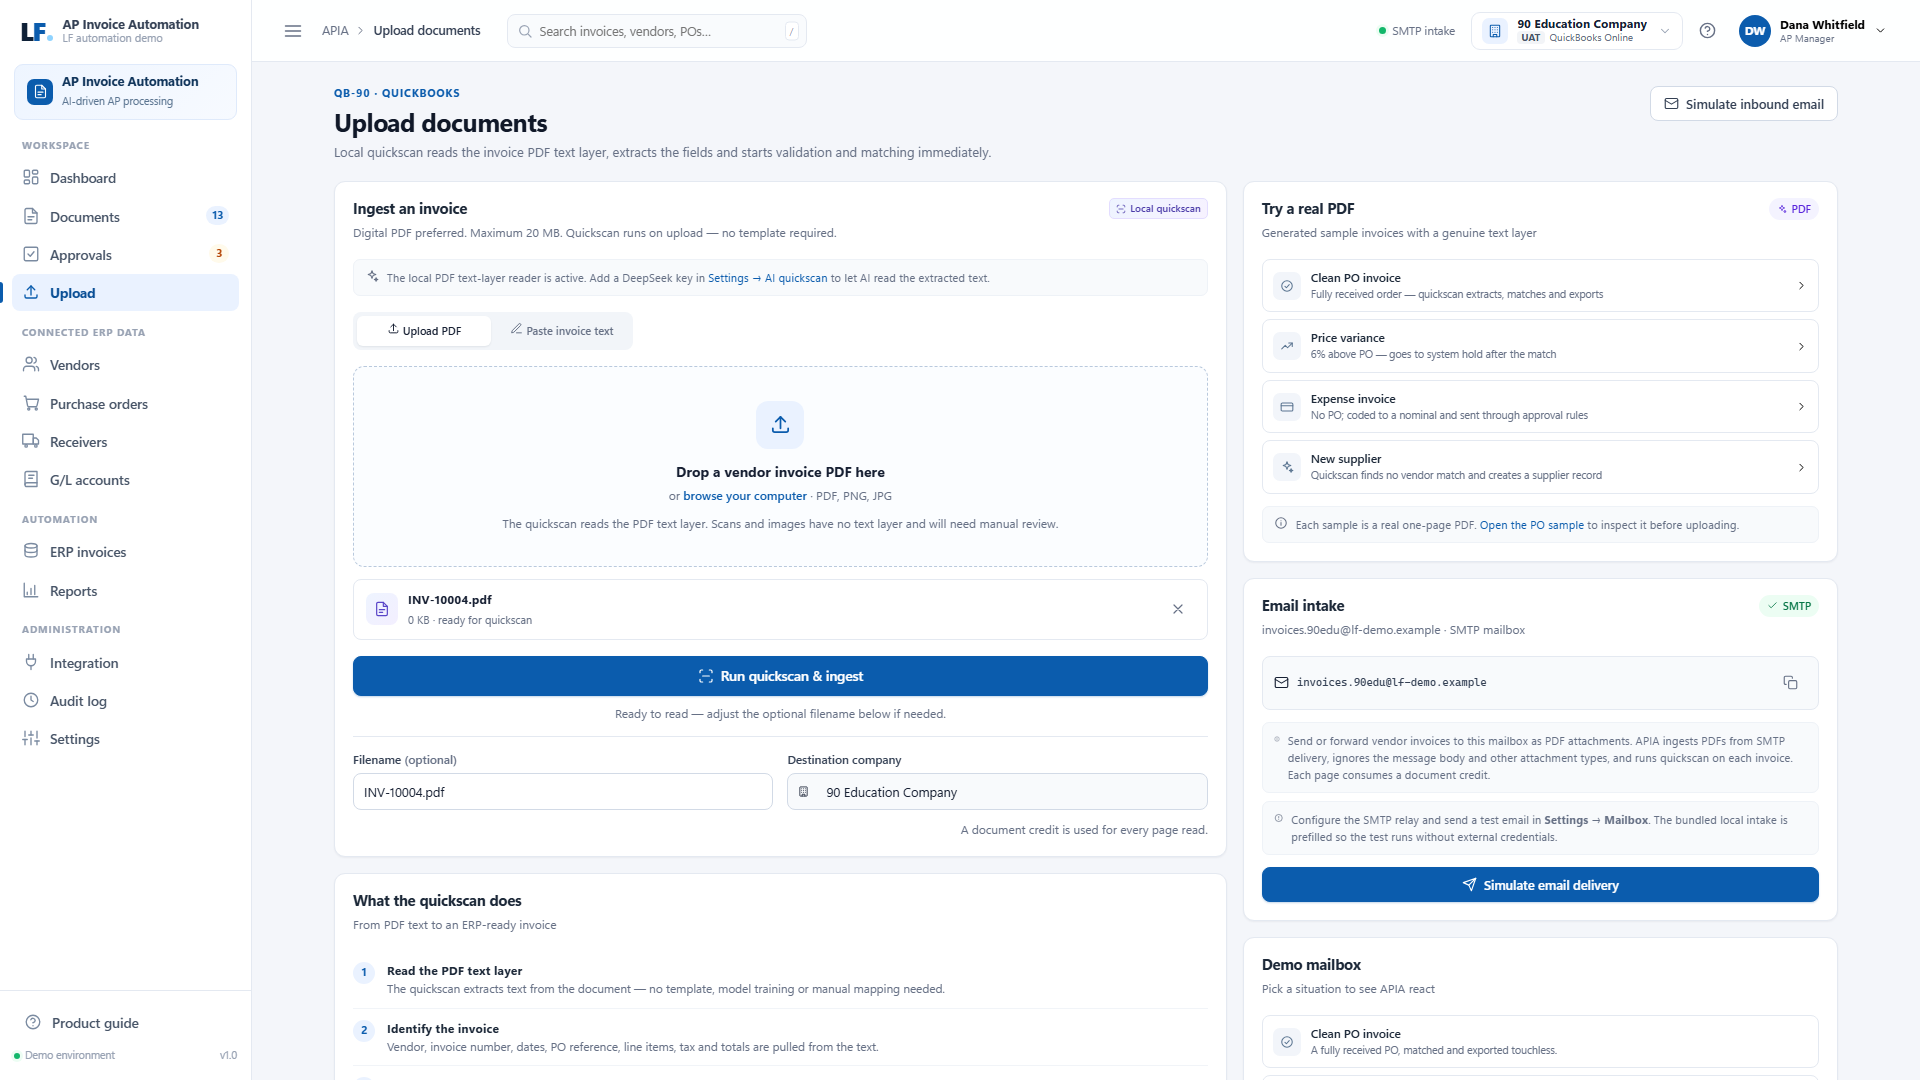 LF.
AP Invoice Automation
LF automation demo
AP Invoice Automation
AI-driven AP processing
WORKSPACE
Dashboard
Documents 13
Approvals 3
Upload
CONNECTED ERP DATA
Vendors
Purchase orders
Receivers
G/L accounts
AUTOMATION
ERP invoices
Reports
ADMINISTRATION
Integration
Audit log
Settings
Product guide
Demo environment v1.0
APIA > Upload documents
Search invoices, vendors, POs... /
SMTP intake
90 Education Company
UAT QuickBooks Online
DW
Dana Whitfield
AP Manager
QB-90 · QUICKBOOKS
Upload documents
Local quickscan reads the invoice PDF text layer, extracts the fields and starts validation and matching immediately.
Simulate inbound email
Ingest an invoice
Local quickscan
Digital PDF preferred. Maximum 20 MB. Quickscan runs on upload — no template required.
The local PDF text-layer reader is active. Add a DeepSeek key in Settings → AI quickscan to let AI read the extracted text.
Upload PDF
Paste invoice text
Drop a vendor invoice PDF here
or browse your computer · PDF, PNG, JPG
The quickscan reads the PDF text layer. Scans and images have no text layer and will need manual review.
INV-10004.pdf
0 KB · ready for quickscan
Run quickscan & ingest
Ready to read — adjust the optional filename below if needed.
Filename (optional)
INV-10004.pdf
Destination company
90 Education Company
A document credit is used for every page read.
What the quickscan does
From PDF text to an ERP-ready invoice
1 Read the PDF text layer
The quickscan extracts text from the document — no template, model training or manual mapping needed.
2 Identify the invoice
Vendor, invoice number, dates, PO reference, line items, tax and totals are pulled from the text.
Try a real PDF
PDF
Generated sample invoices with a genuine text layer
Clean PO invoice
Fully received order — quickscan extracts, matches and exports
Price variance
6% above PO — goes to system hold after the match
Expense invoice
No PO; coded to a nominal and sent through approval rules
New supplier
Quickscan finds no vendor match and creates a supplier record
Each sample is a real one-page PDF. Open the PO sample to inspect it before uploading.
Email intake
SMTP
invoices.90edu@lf-demo.example · SMTP mailbox
invoices.90edu@lf-demo.example
Send or forward vendor invoices to this mailbox as PDF attachments. APIA ingests PDFs from SMTP
delivery, ignores the message body and other attachment types, and runs quickscan on each invoice.
Each page consumes a document credit.
Configure the SMTP relay and send a test email in Settings → Mailbox. The bundled local intake is
prefilled so the test runs without external credentials.
Simulate email delivery
Demo mailbox
Pick a situation to see APIA react
Clean PO invoice
A fully received PO, matched and exported touchless.